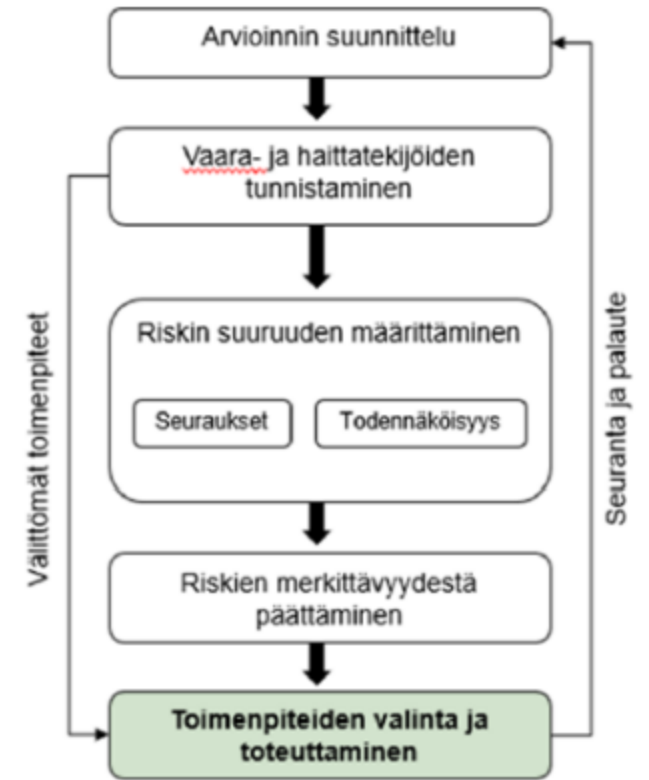 Arvioinnin suunnittelu
Vaara- ja haittatekijöiden
tunnistaminen
Riskin suuruuden määrittäminen
Seuraukset
Todennäköisyys
Riskien merkittävyydestä
päättäminen
Toimenpiteiden valinta ja
toteuttaminen
Välittömät toimenpiteet
Seuranta ja palaute